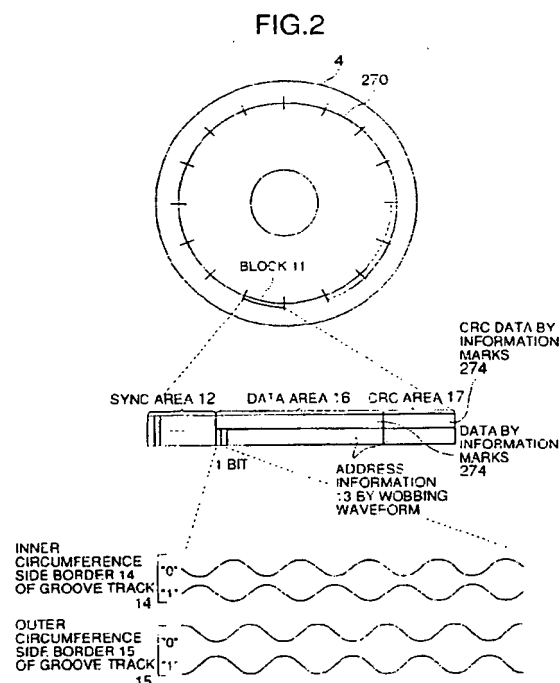 FIG.2
4
270
BLOCK 11
CRC DATA BY
INFORMATION
MARKS
274
SYNC AREA 12
DATA AREA 16
CRC AREA 17
1 BIT
DATA BY
INFORMATION
MARKS
274
ADDRESS
INFORMATION
13 BY WOBBING
WAVEFORM
INNER
CIRCUMFERENCE
SIDE BORDER 14
OF GROOVE TRACK
14
"0"
"1"
OUTER
CIRCUMFERENCE
SIDE BORDER 15
OF GROOVE TRACK
15
"0"
"1"